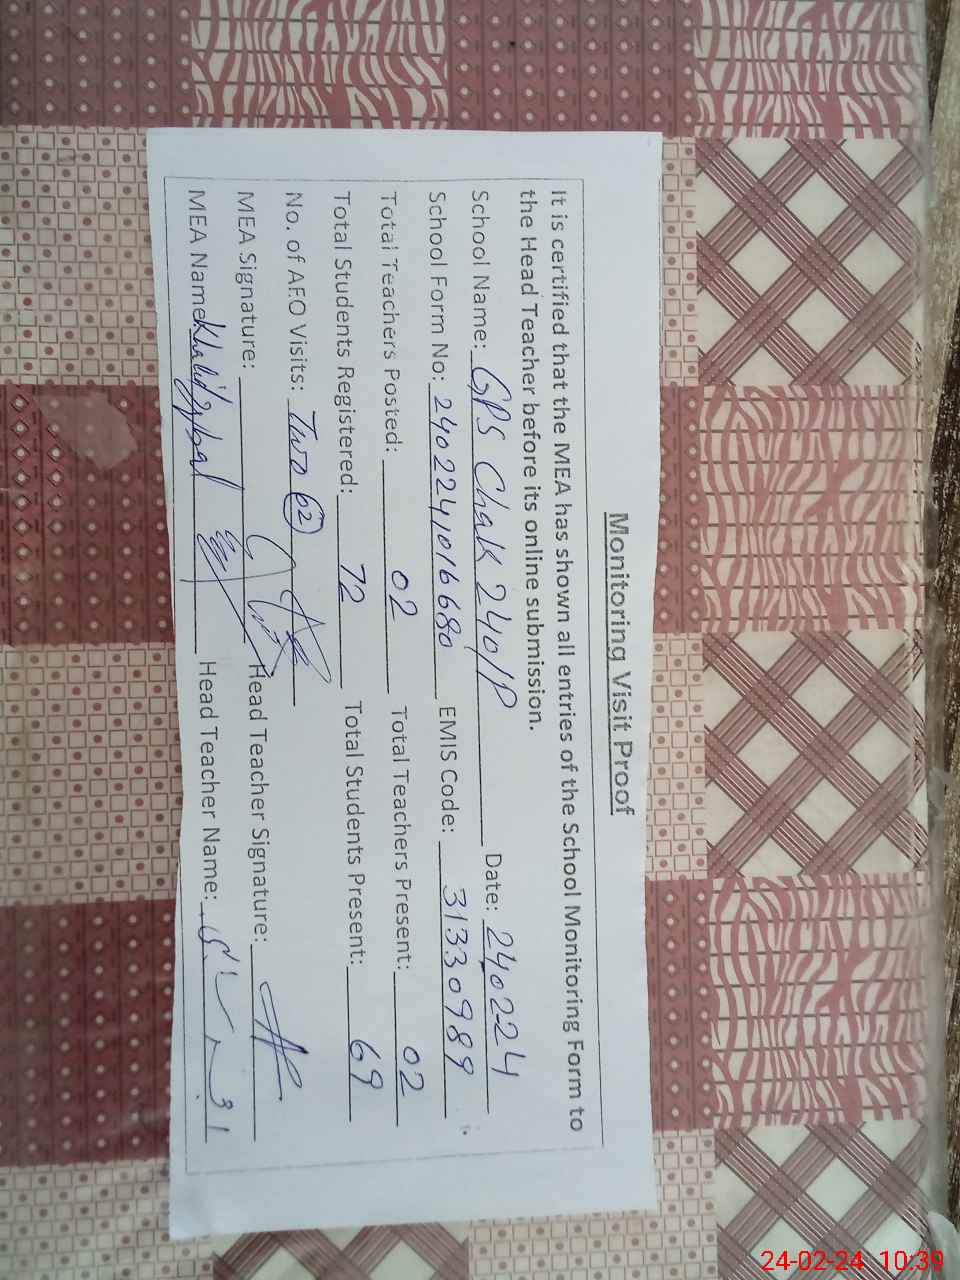 Monitoring Visit Proof
It is certified that the MEA has shown all entries of the School Monitoring Form to
the Head Teacher before its online submission.
School Name: GPS Chak 240/P Date: 240224
School Form No: 24022410166680 EMIS Code: 31330989
Total Teachers Posted: 02 Total Teachers Present: 02
Total Students Registered: 72 Total Students Present: 69
No. of AEO Visits: Two 02
MEA Signature: Head Teacher Signature:
MEA Name Khalid Iqbal Head Teacher Name:
24-02-24 10:39